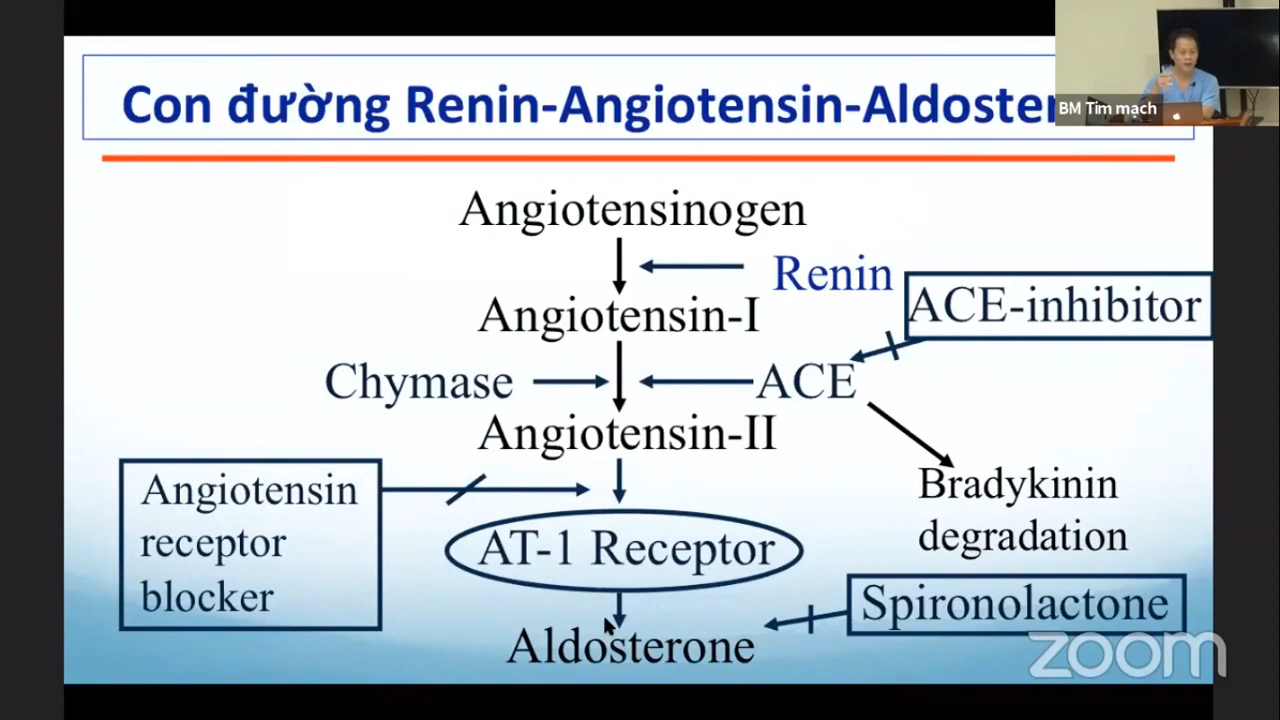 Con đường Renin-Angiotensin-Aldoster
BM Tim mạch
Angiotensinogen
Renin
ACE-inhibitor
Angiotensin-I
Chymase
ACE
Angiotensin-II
Bradykinin
degradation
Angiotensin
receptor
blocker
AT-1 Receptor
Spironolactone
Aldosterone
zoom